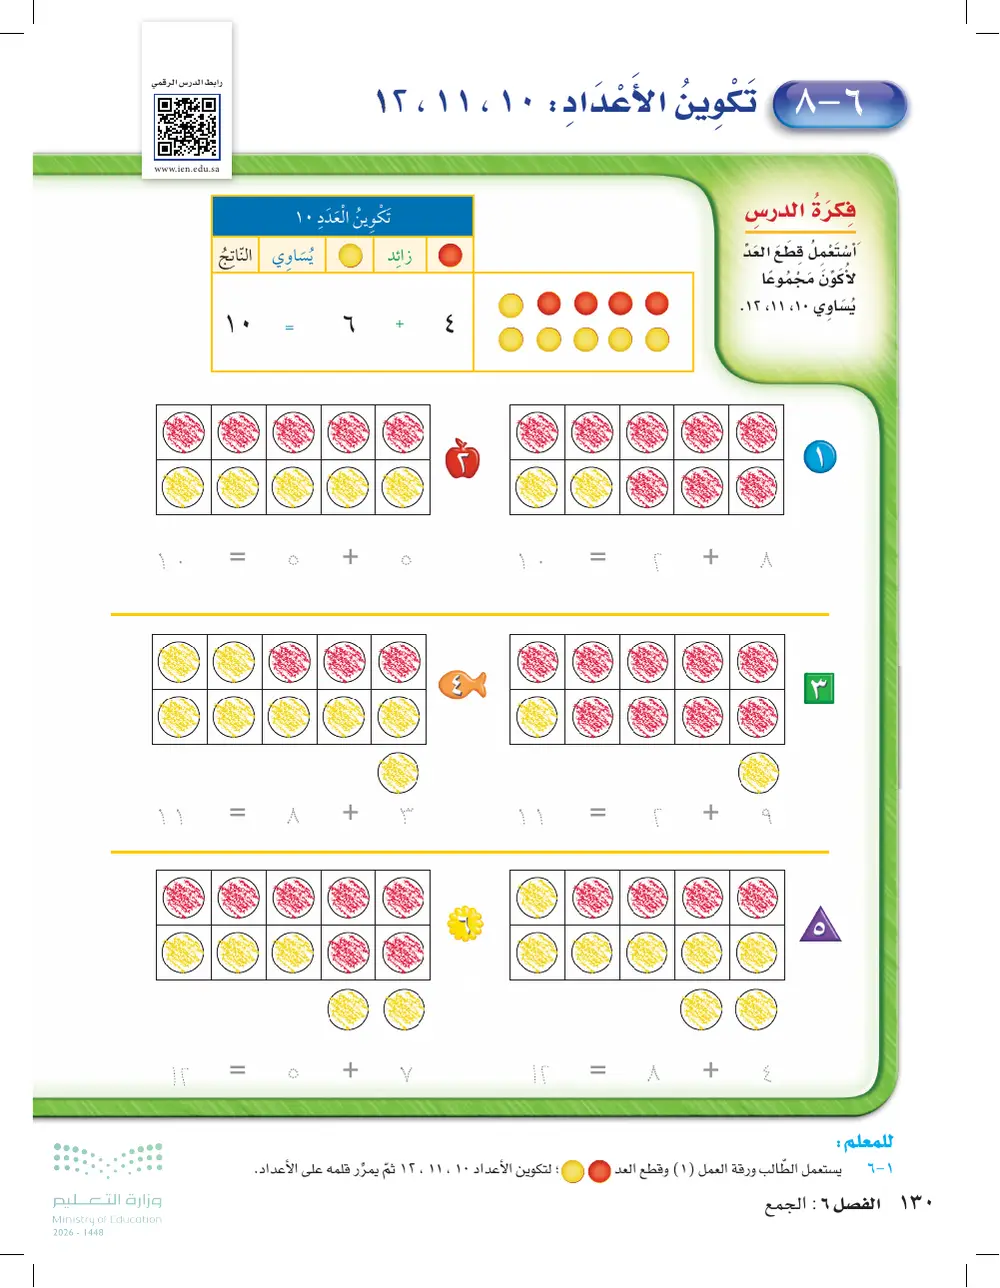 رابط الدرس الرقمي
www.ien.edu.sa
٦-٨
تَكْوِينُ الأَعْدَادِ: ١٠ ، ١١ ، ١٢
فِكرَةُ الدرسِ
أَسْتَعْمِلُ قِطَعَ العَدِّ
لأُكَوِّنَ مَجْمُوعًا
يُسَاوِي ١٠، ١١، ١٢.
تَكْوِينُ الْعَدَدِ ١٠
زائِد يُسَاوِي النّاتِجُ
٤ + ٦ = ١٠
١
٨ + ٢ = ١٠
٢
٥ + ٥ = ١٠
٣
٩ + ٢ = ١١
٤
٣ + ٨ = ١١
٥
٤ + ٨ = ١٢
٦
٧ + ٥ = ١٢
للمعلم:
١-٦ يستعمل الطّالب ورقة العمل (١) وقطع العد ؛ لتكوين الأعداد ١٠ ، ١١ ، ١٢ ثمّ يمرِّر قلمه على الأعداد.
١٣٠ الفصل ٦ : الجمع
وزارة التعليم
Ministry of Education
2026 - 1448